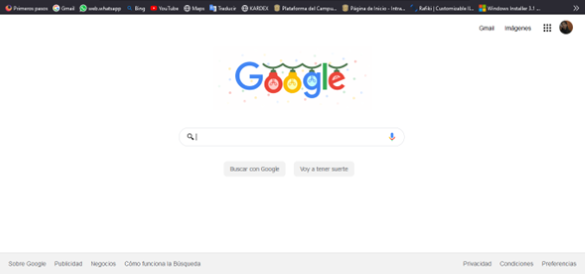 Primeros pasos Gmail web.whatsapp Bing YouTube Maps Traducir KARDEX Plataforma del Campu... Página de Inicio - Intra... Rafiki | Customizable Il... Windows Installer 3.1 ...
Gmail Imágenes
Google
Buscar con Google Voy a tener suerte
Sobre Google Publicidad Negocios Cómo funciona la Búsqueda Privacidad Condiciones Preferencias